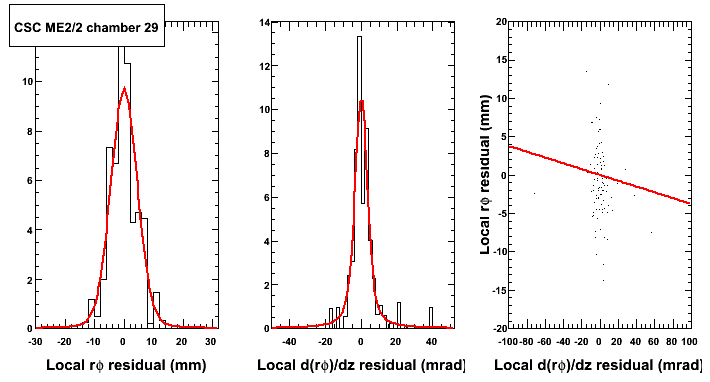 CSC ME2/2 chamber 29
10
8
6
4
2
0
-30 -20 -10 0 10 20 30
Local rϕ residual (mm)
14
12
10
8
6
4
2
0
-40 -20 0 20 40
Local d(rϕ)/dz residual (mrad)
Local rϕ residual (mm)
20
15
10
5
0
-5
-10
-15
-20
-100 -80 -60 -40 -20 0 20 40 60 80 100
Local d(rϕ)/dz residual (mrad)